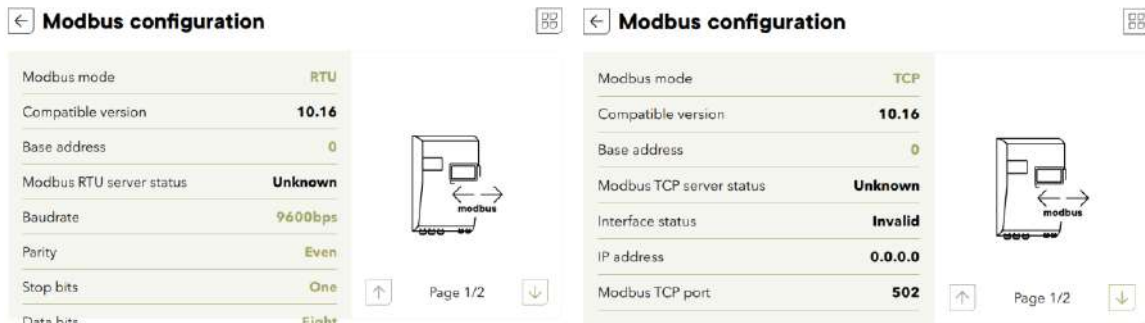 Modbus configuration
Modbus mode RTU
Compatible version 10.16
Base address 0
Modbus RTU server status Unknown
Baudrate 9600bps
Parity Even
Stop bits One
Data bits Eight
modbus
Page 1/2
Modbus configuration
Modbus mode TCP
Compatible version 10.16
Base address 0
Modbus TCP server status Unknown
Interface status Invalid
IP address 0.0.0.0
Modbus TCP port 502
modbus
Page 1/2